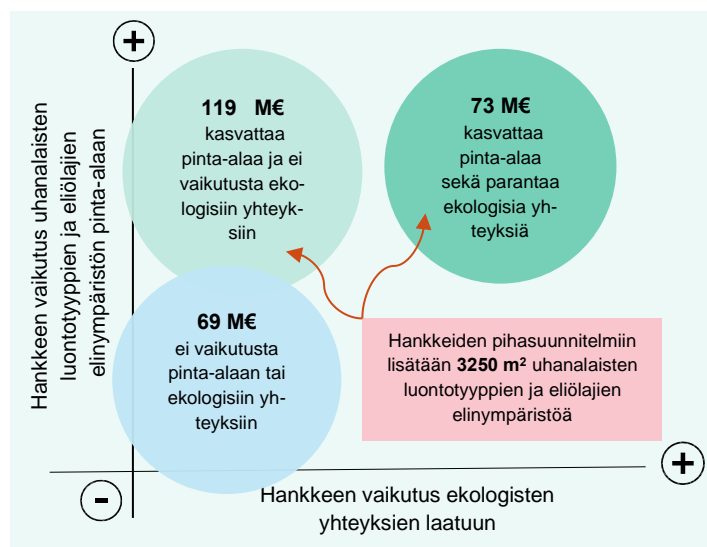 Hankkeen vaikutus uhanalaisten
luontotyyppien ja eliölajien
elinympäristön pinta-alaan
+
119 M€
kasvattaa
pinta-alaa ja ei
vaikutusta eko-
logisiin yhteyk-
siin
73 M€
kasvattaa
pinta-alaa
sekä parantaa
ekologisia yh-
teyksiä
69 M€
ei vaikutusta
pinta-alaan tai
ekologisiin yh-
teyksiin
Hankkeiden pihasuunnitelmiin
lisätään 3250 m² uhanalaisten
luontotyyppien ja eliölajien
elinympäristöä
-
+
Hankkeen vaikutus ekologisten
yhteyksien laatuun